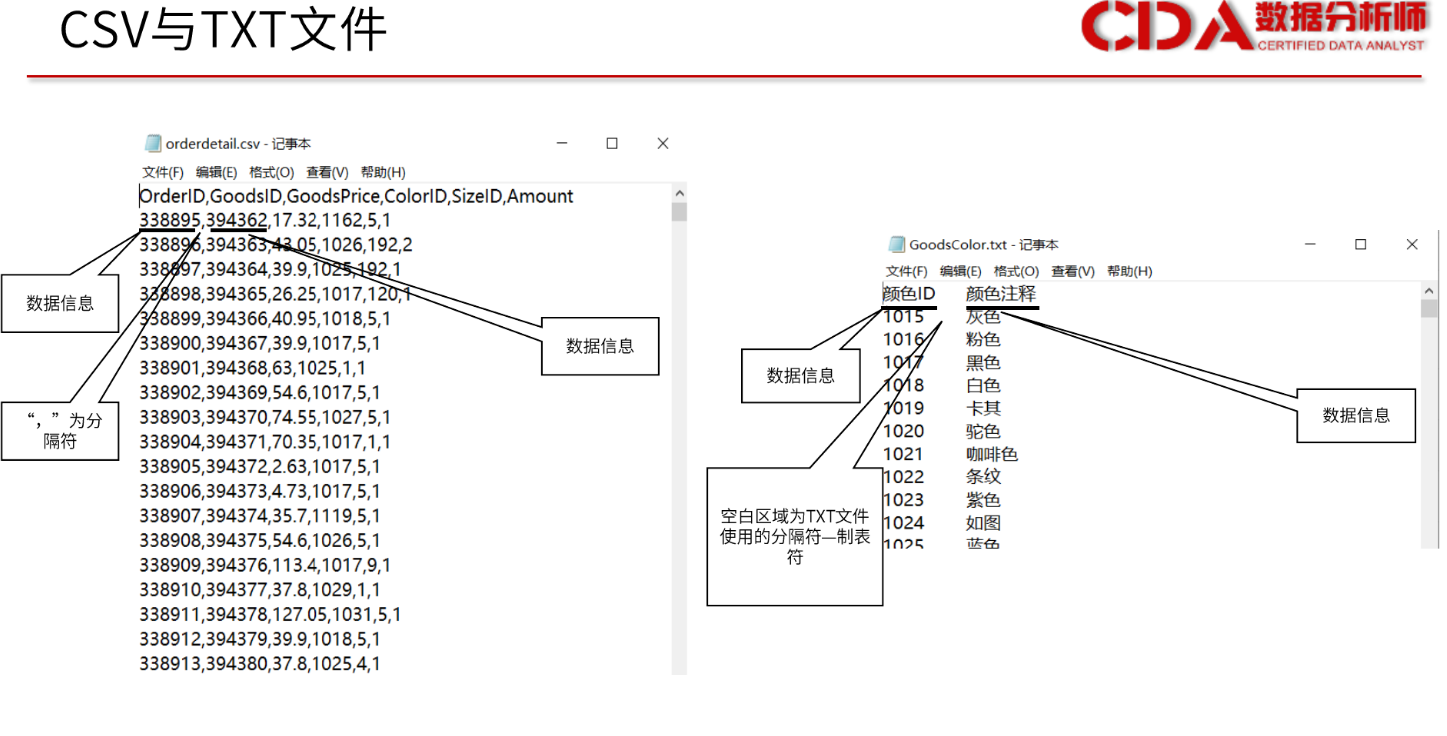 CSV与TXT文件
CDA数据分析师
CERTIFIED DATA ANALYST
orderdetail.csv - 记事本
文件(F) 编辑(E) 格式(O) 查看(V) 帮助(H)
OrderID,GoodsID,GoodsPrice,ColorID,SizeID,Amount
338895,394362,17.32,1162,5,1
338896,394363,43.05,1026,192,2
338897,394364,39.9,1025,192,1
338898,394365,26.25,1017,120,1
338899,394366,40.95,1018,5,1
338900,394367,39.9,1017,5,1
338901,394368,63,1025,1,1
338902,394369,54.6,1017,5,1
338903,394370,74.55,1027,5,1
338904,394371,70.35,1017,1,1
338905,394372,2.63,1017,5,1
338906,394373,4.73,1017,5,1
338907,394374,35.7,1119,5,1
338908,394375,54.6,1026,5,1
338909,394376,113.4,1017,9,1
338910,394377,37.8,1029,1,1
338911,394378,127.05,1031,5,1
338912,394379,39.9,1018,5,1
338913,394380,37.8,1025,4,1
数据信息
“，”为分
隔符
数据信息
GoodsColor.txt - 记事本
文件(F) 编辑(E) 格式(O) 查看(V) 帮助(H)
颜色ID 颜色注释
1015 灰色
1016 粉色
1017 黑色
1018 白色
1019 卡其
1020 驼色
1021 咖啡色
1022 条纹
1023 紫色
1024 如图
1025 蓝色
数据信息
空白区域为TXT文件
使用的分隔符—制表
符
数据信息